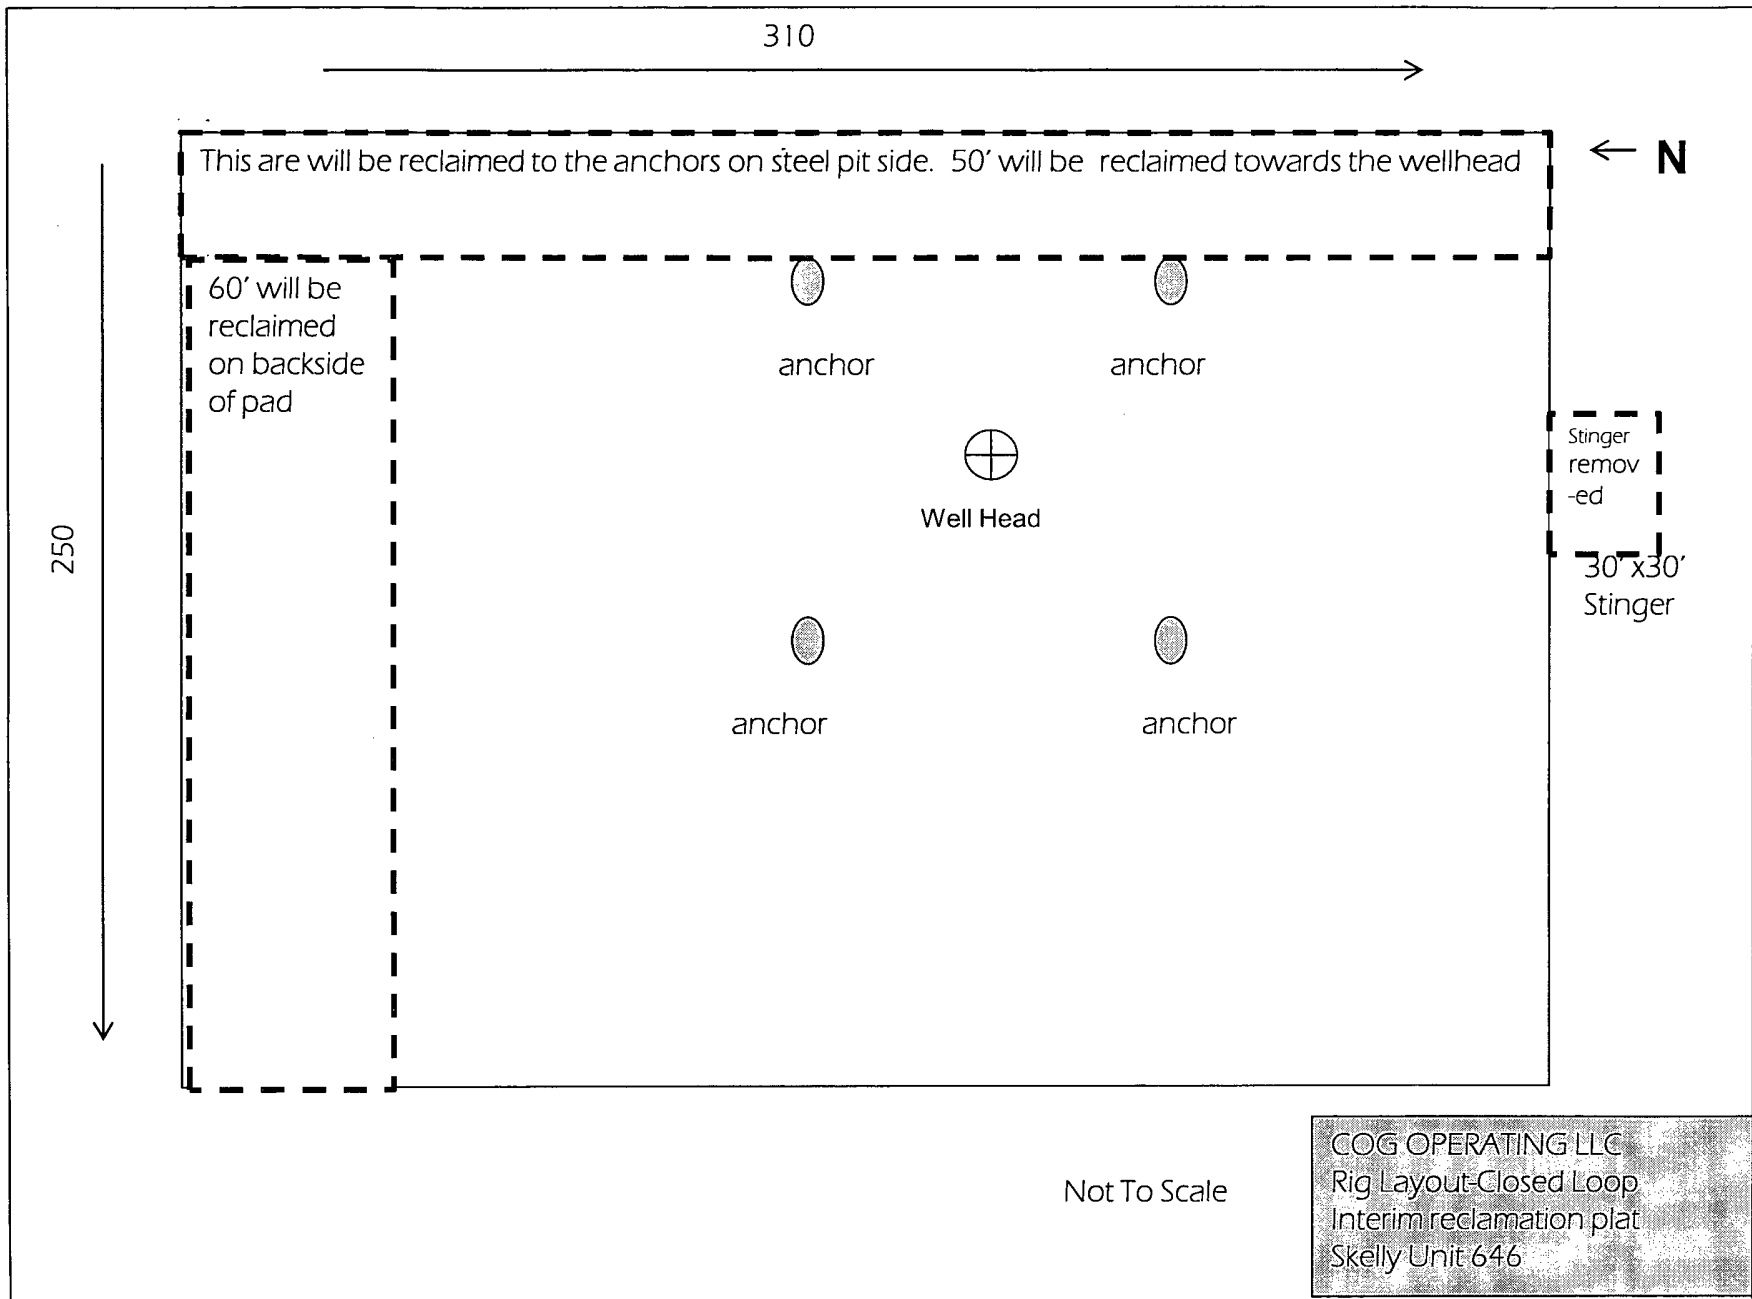 310
This are will be reclaimed to the anchors on steel pit side. 50' will be reclaimed towards the wellhead
N
60' will be
reclaimed
on backside
of pad
anchor
anchor
Stinger
remov
-ed
Well Head
250
30' x30'
Stinger
anchor
anchor
Not To Scale
COG OPERATING LLC
Rig Layout-Closed Loop
Interim reclamation plat
Skelly Unit 646